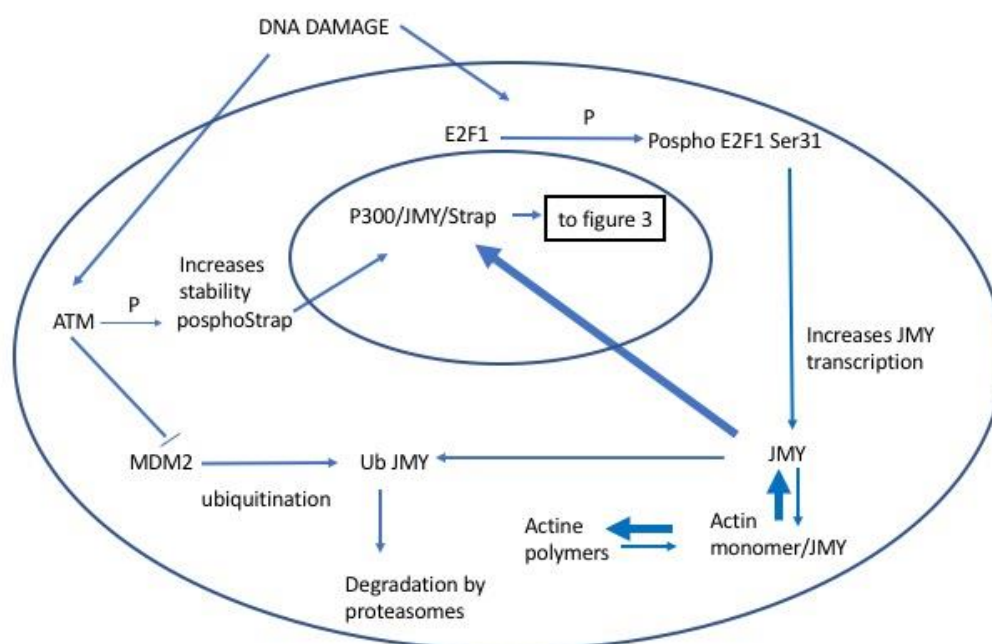 DNA DAMAGE
E2F1
P
Pospho E2F1 Ser31
P300/JMY/Strap
to figure 3
Increases
stability
posphoStrap
ATM
P
Increases JMY
transcription
MDM2
Ub JMY
JMY
ubiquitination
Actine
polymers
Actin
monomer/JMY
Degradation by
proteasomes